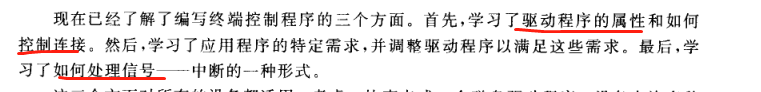 现在已经了解了编写终端控制程序的三个方面。首先,学习了驱动程序的属性和如何
控制连接。然后,学习了应用程序的特定需求,并调整驱动程序以满足这些需求。最后,学
习了如何处理信号——中断的一种形式。